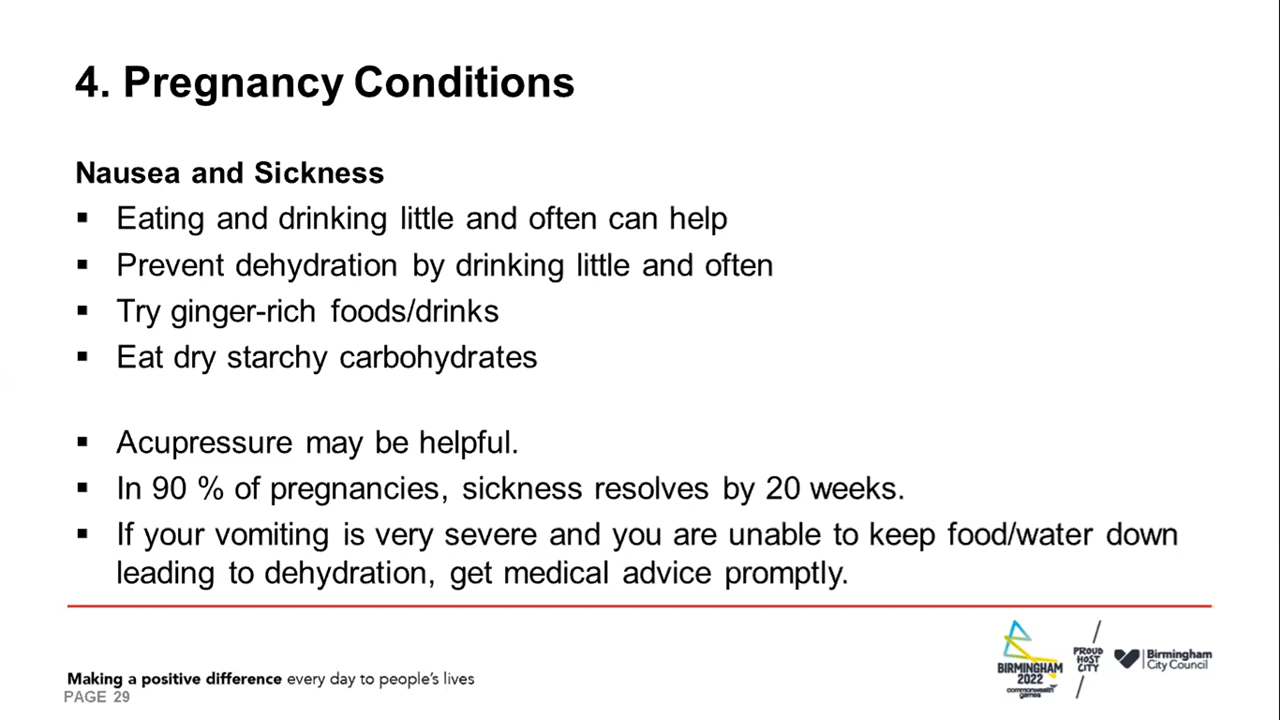 4. Pregnancy Conditions
Nausea and Sickness
▪ Eating and drinking little and often can help
▪ Prevent dehydration by drinking little and often
▪ Try ginger-rich foods/drinks
▪ Eat dry starchy carbohydrates
▪ Acupressure may be helpful.
▪ In 90 % of pregnancies, sickness resolves by 20 weeks.
▪ If your vomiting is very severe and you are unable to keep food/water down
leading to dehydration, get medical advice promptly.
Making a positive difference every day to people's lives
PAGE 29
BIRMINGHAM
2022
commonwealth
games
PROUD
HOST
CITY
Birmingham
City Council